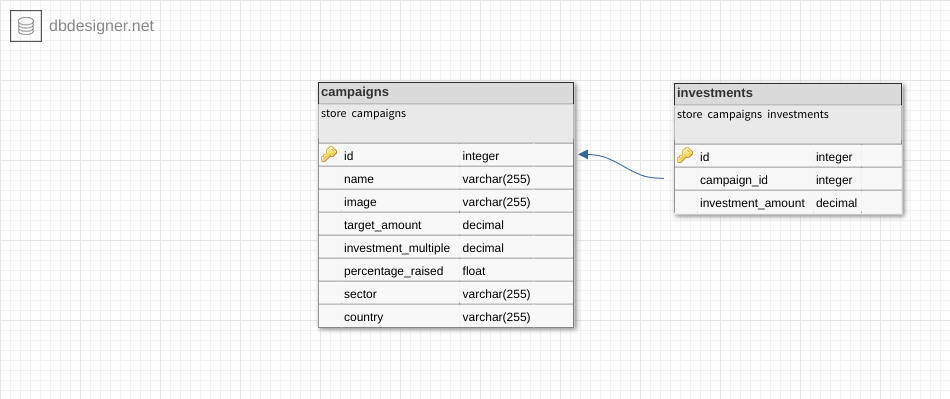 dbdesigner.net
campaigns
store campaigns
id integer
name varchar(255)
image varchar(255)
target_amount decimal
investment_multiple decimal
percentage_raised float
sector varchar(255)
country varchar(255)
investments
store campaigns investments
id integer
campaign_id integer
investment_amount decimal